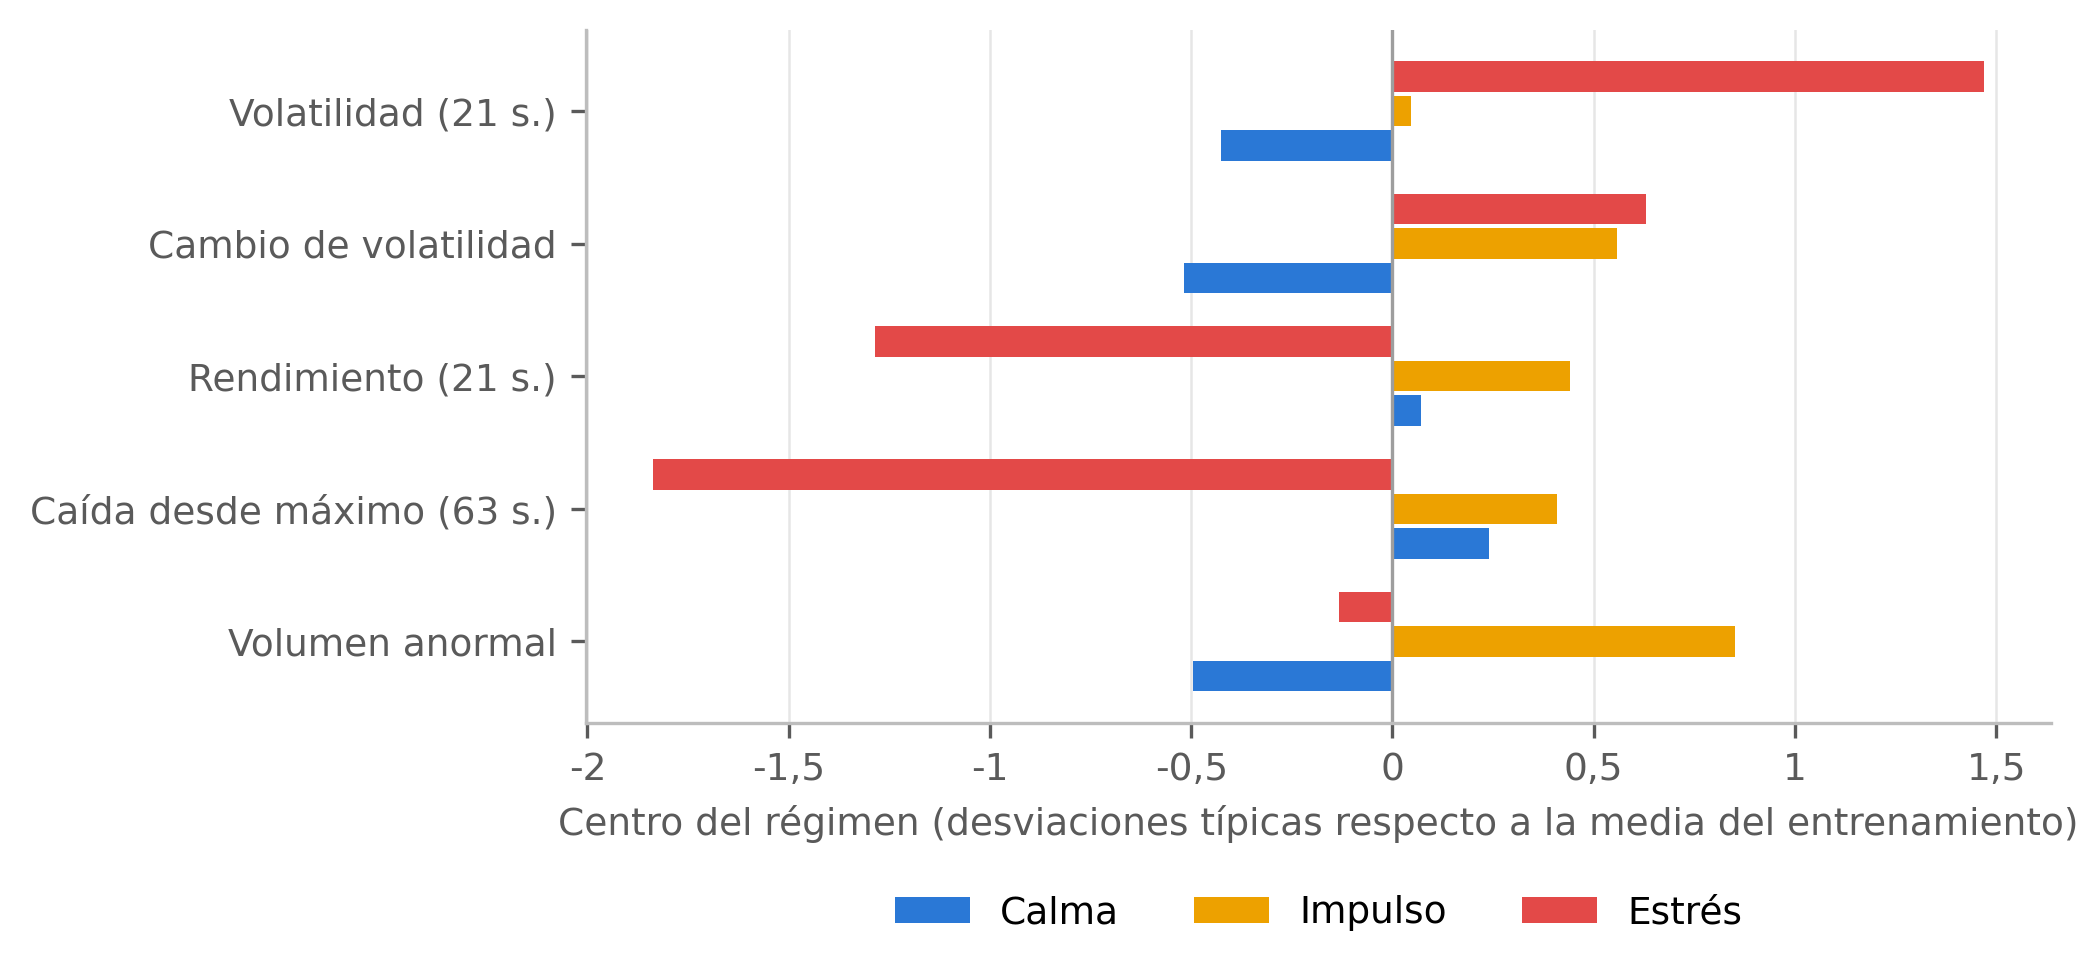 Volatilidad (21 s.)
Cambio de volatilidad
Rendimiento (21 s.)
Caída desde máximo (63 s.)
Volumen anormal
-2 -1,5 -1 -0,5 0 0,5 1 1,5
Centro del régimen (desviaciones típicas respecto a la media del entrenamiento)
Calma Impulso Estrés